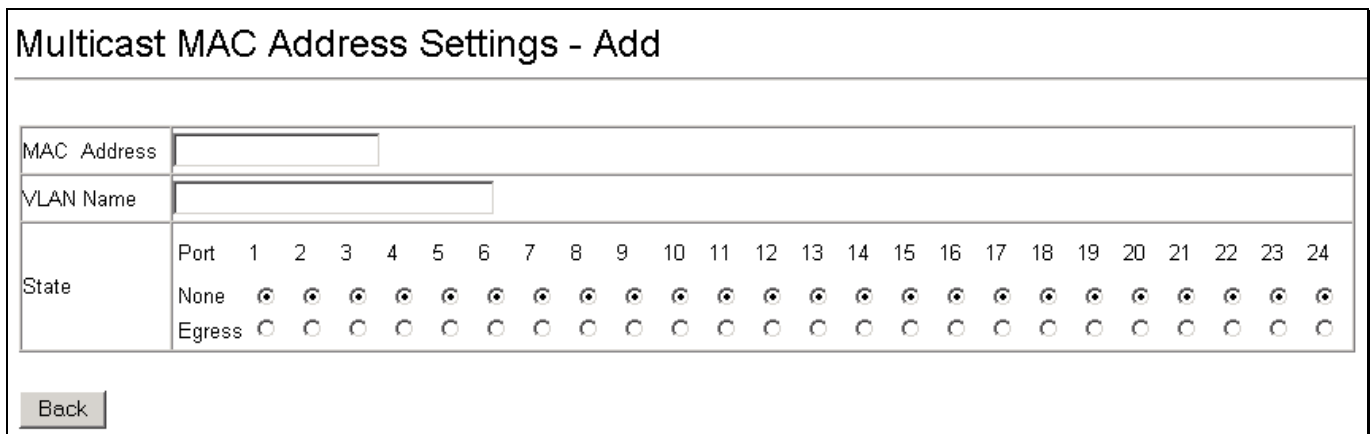 Multicast MAC Address Settings - Add
MAC Address
VLAN Name
State
Port 1 2 3 4 5 6 7 8 9 10 11 12 13 14 15 16 17 18 19 20 21 22 23 24
None
Egress
Back